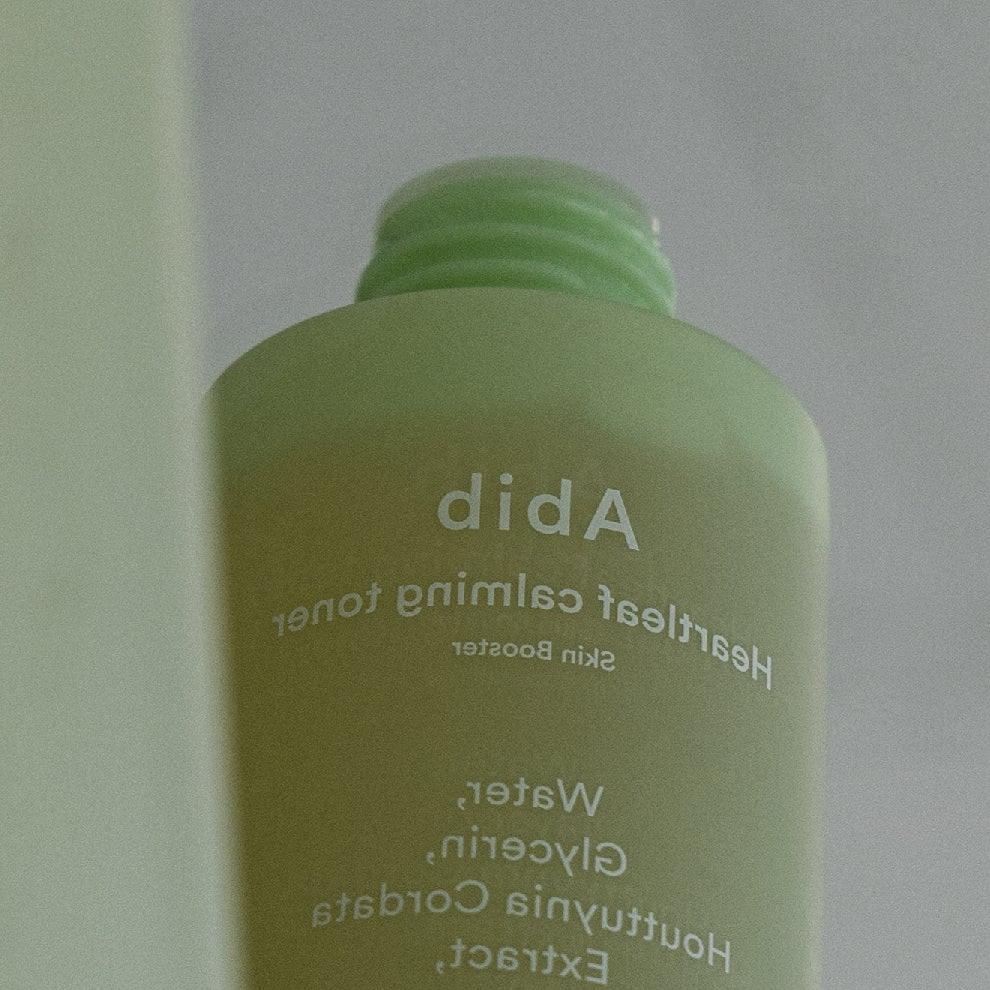 Abib
Heartleaf calming toner
Skin Booster
Water,
Glycerin,
Houttuynia Cordata
Extract,